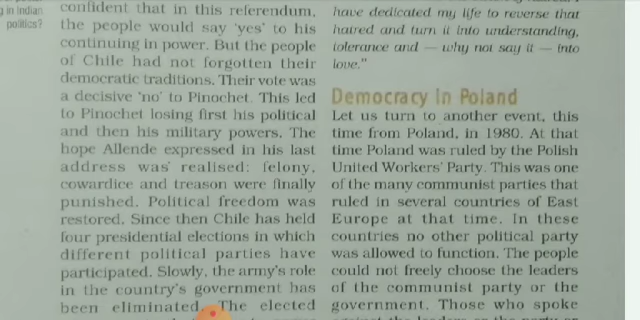 g in Indian
politics?
confident that in this referendum,
the people would say 'yes' to his
continuing in power. But the people
of Chile had not forgotten their
democratic traditions. Their vote was
a decisive 'no' to Pinochet. This led
to Pinochet losing first his political
and then his military powers. The
hope Allende expressed in his last
address was realised: felony,
cowardice and treason were finally
punished. Political freedom was
restored. Since then Chile has held
four presidential elections in which
different political parties have
participated. Slowly, the army's role
in the country's government has
been eliminated. The elected
have dedicated my life to reverse that
hatred and turn it into understanding,
tolerance and — why not say it — into
love."
Democracy in Poland
Let us turn to another event, this
time from Poland, in 1980. At that
time Poland was ruled by the Polish
United Workers' Party. This was one
of the many communist parties that
ruled in several countries of East
Europe at that time. In these
countries no other political party
was allowed to function. The people
could not freely choose the leaders
of the communist party or the
government. Those who spoke